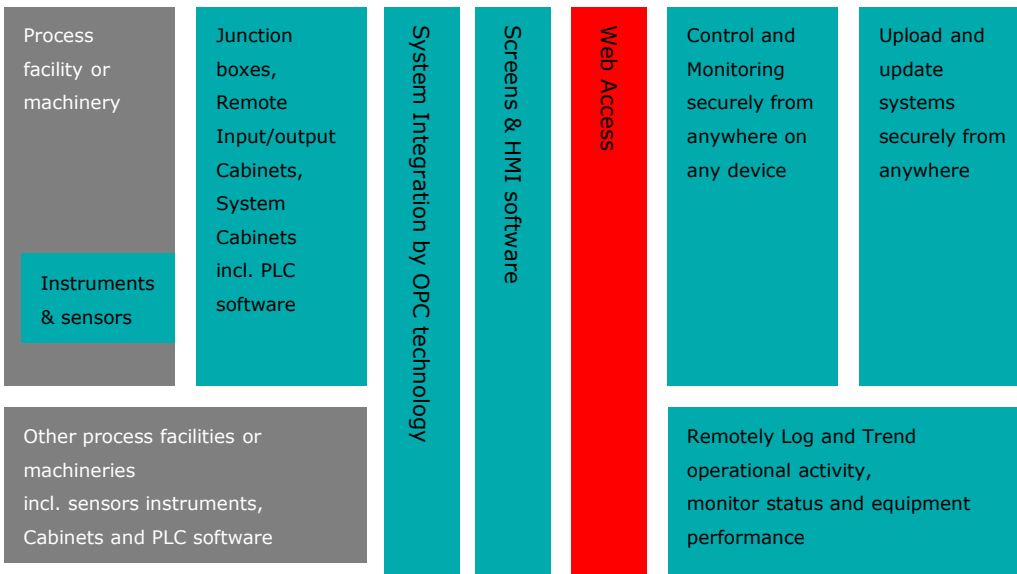 Process
facility or
machinery
Instruments
& sensors
Junction
boxes,
Remote
Input/output
Cabinets,
System
Cabinets
incl. PLC
software
System Integration by OPC technology
Screens & HMI software
Web Access
Control and
Monitoring
securely from
anywhere on
any device
Upload and
update
systems
securely from
anywhere
Other process facilities or
machineries
incl. sensors instruments,
Cabinets and PLC software
Remotely Log and Trend
operational activity,
monitor status and equipment
performance